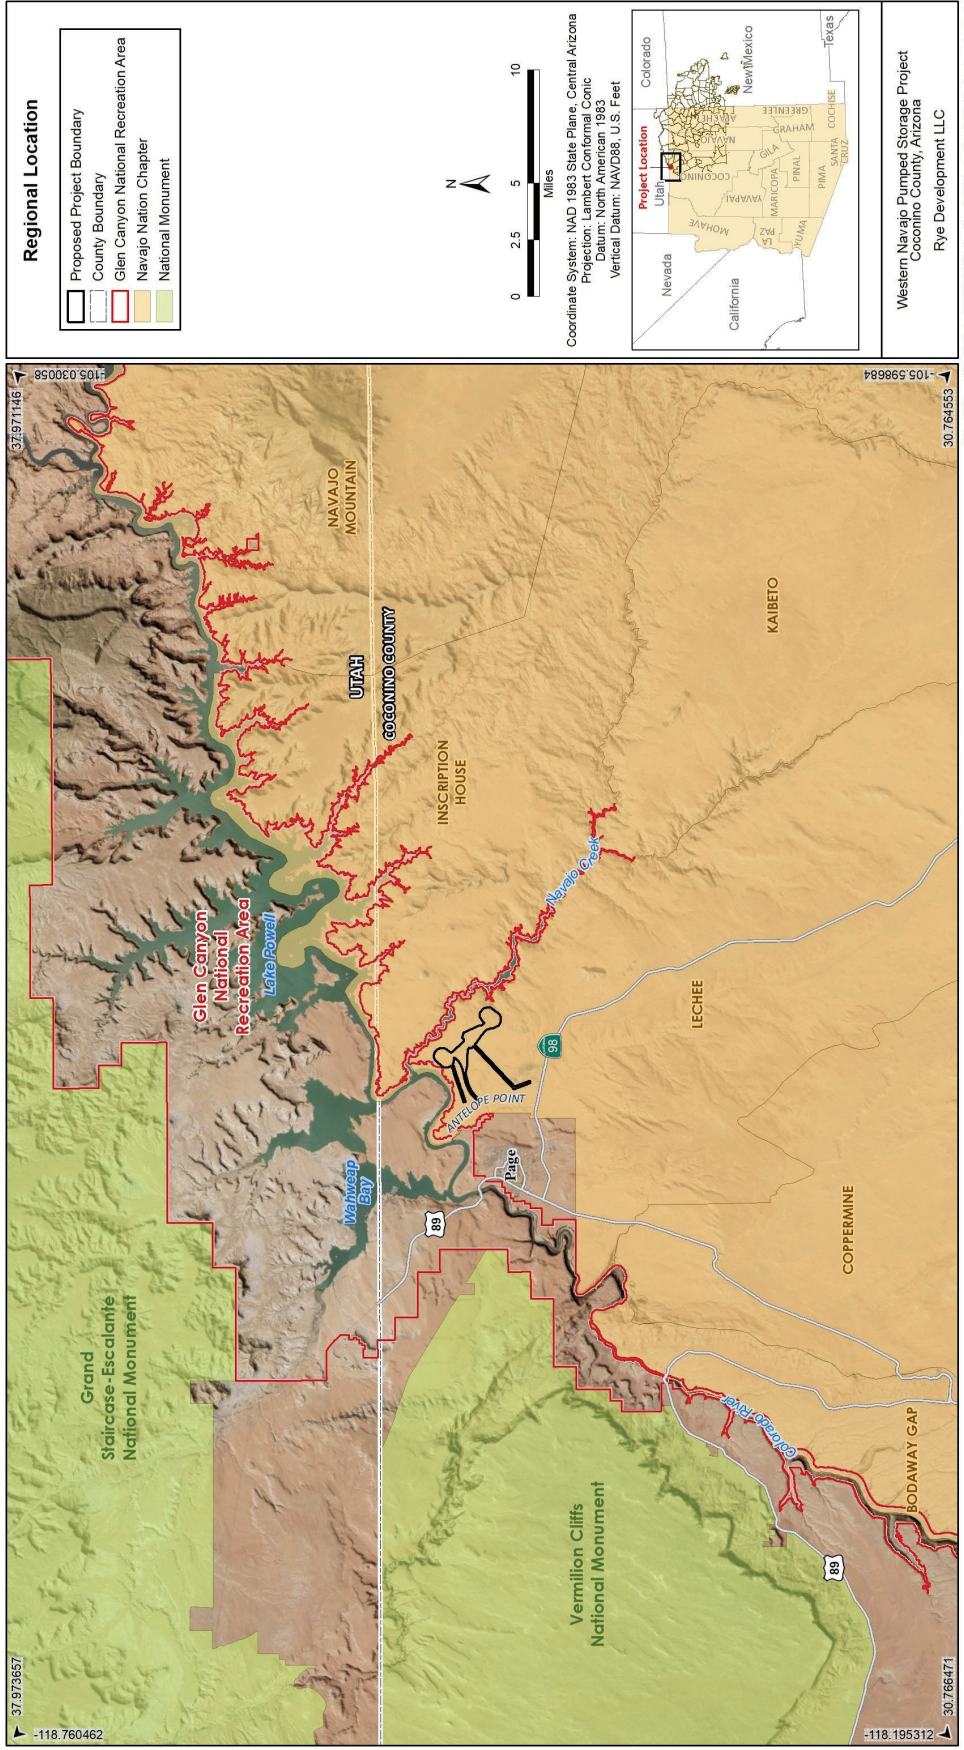 37.973657
-118.760462
37.971146
-105.030058
Grand
Staircase-Escalante
National Monument
Glen Canyon
National
Recreation Area
Lake Powell
Wahweap
Bay
NAVAJO
MOUNTAIN
UTAH
COCONINO COUNTY
89
INSCRIPTION
HOUSE
ANTELOPE POINT
Page
Navajo Creek
98
Vermilion Cliffs
National Monument
LECHEE
KAIBETO
Colorado River
COPPERMINE
89
BODAWAY GAP
-118.195312
30.766471
-105.598684
30.764553
Regional Location
Proposed Project Boundary
County Boundary
Glen Canyon National Recreation Area
Navajo Nation Chapter
National Monument
N
0 2.5 5 10
Miles
Coordinate System: NAD 1983 State Plane, Central Arizona
Projection: Lambert Conformal Conic
Datum: North American 1983
Vertical Datum: NAVD88, U.S. Feet
Project Location
Nevada
Utah
Colorado
California
New Mexico
Texas
MOHAVE
COCONINO
NAVAJO
APACHE
YAVAPAI
LA
PAZ
MARICOPA
GILA
GREENLEE
GRAHAM
PINAL
YUMA
PIMA
SANTA
CRUZ
COCHISE
Western Navajo Pumped Storage Project
Coconino County, Arizona
Rye Development LLC